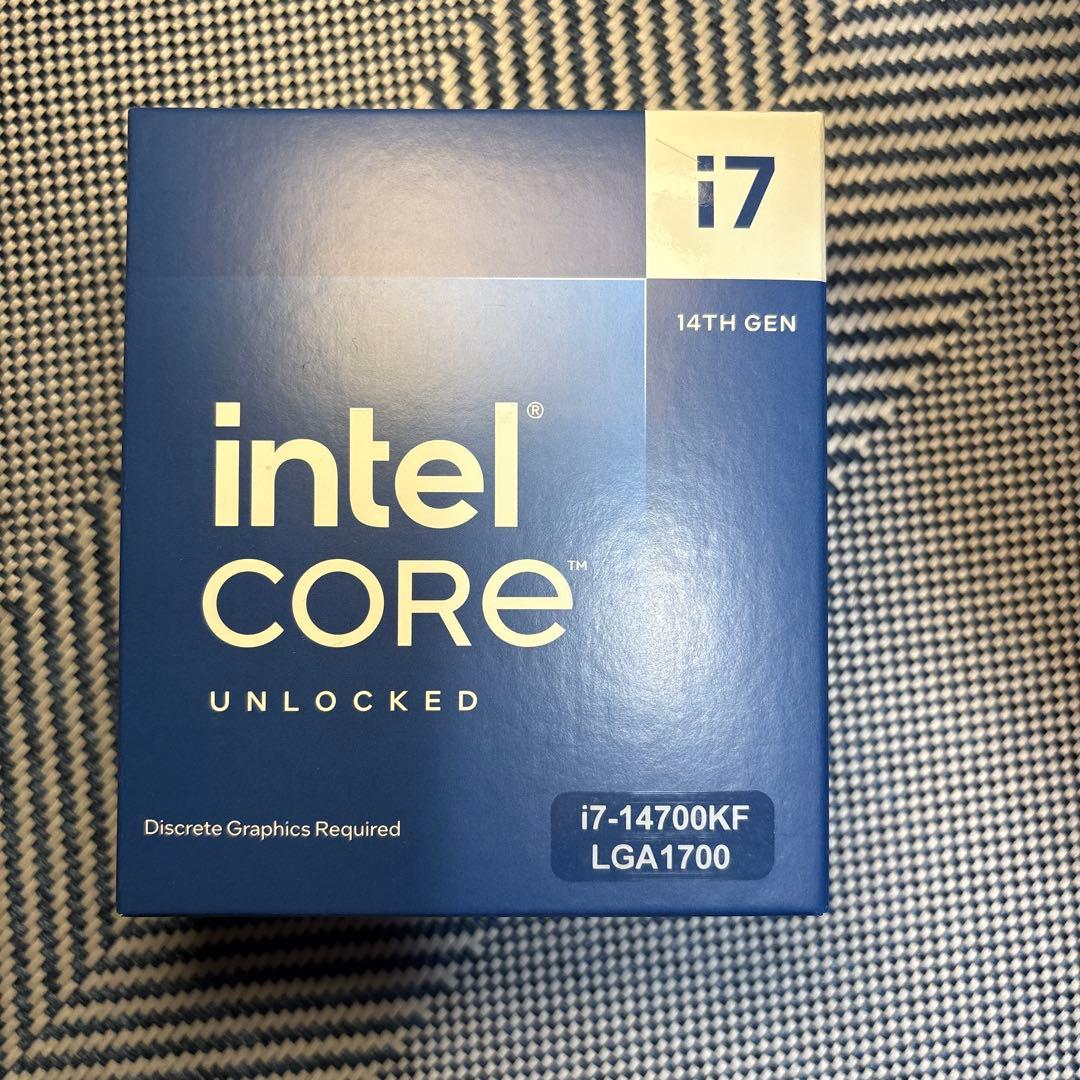 i7
14TH GEN
intel®
CORE™
UNLOCKED
Discrete Graphics Required
i7-14700KF
LGA1700